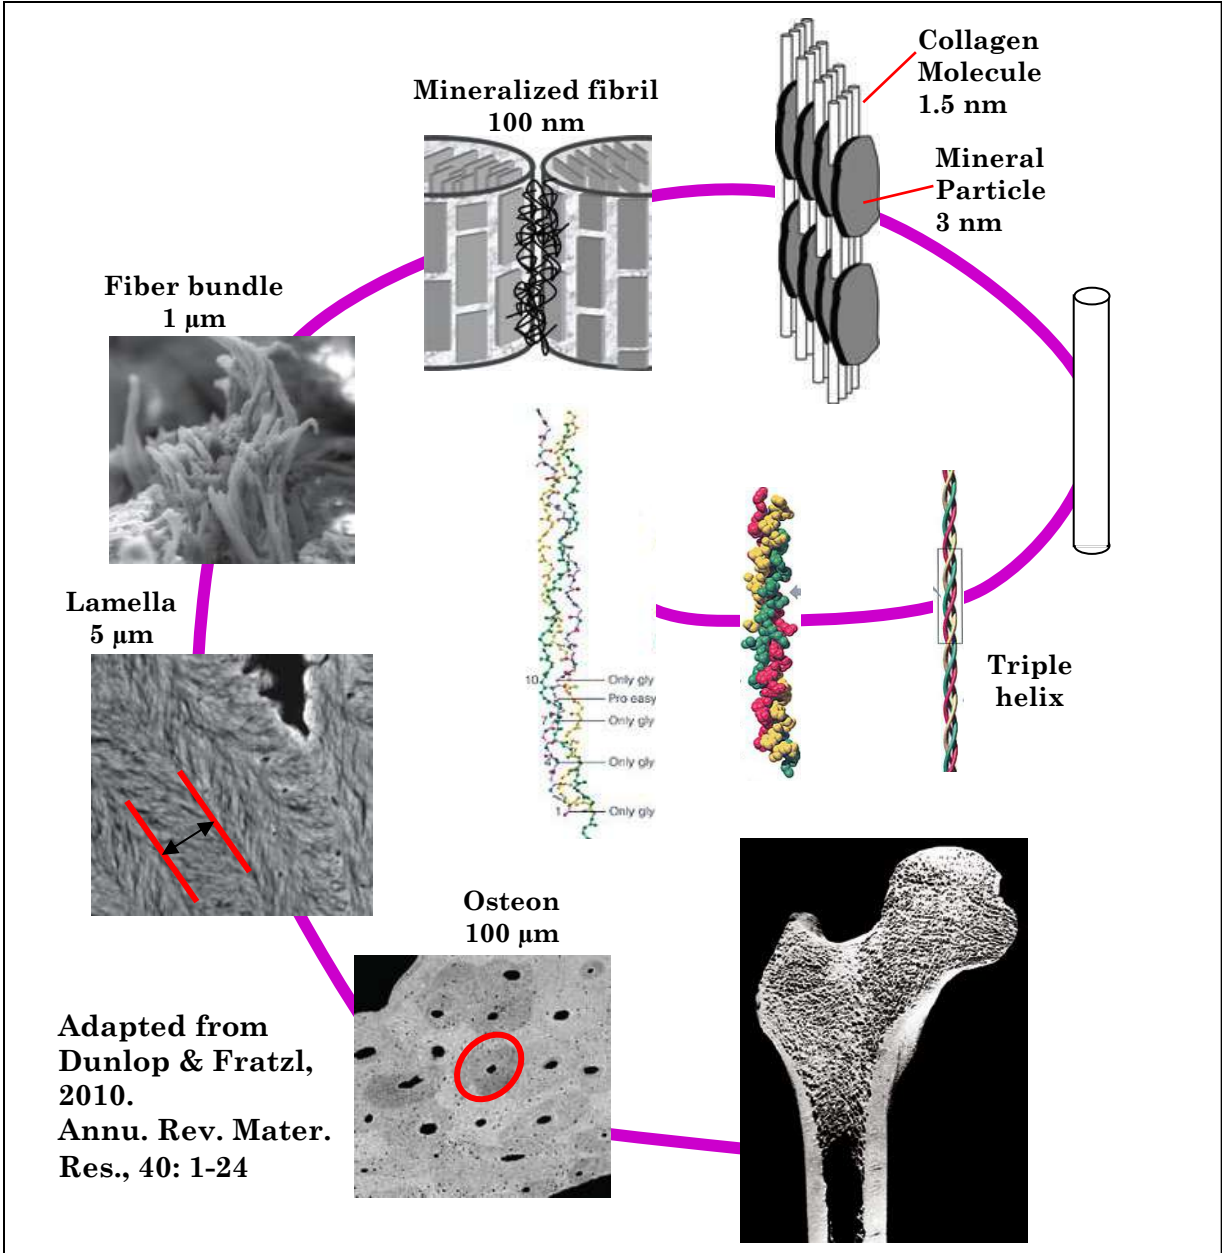 Collagen
Molecule
1.5 nm
Mineralized fibril
100 nm
Mineral
Particle
3 nm
Fiber bundle
1 µm
Lamella
5 µm
10
Only gly
Pro easy
Only gly
Only gly
1
Only gly
Triple
helix
Osteon
100 µm
Adapted from
Dunlop & Fratzl,
2010.
Annu. Rev. Mater.
Res., 40: 1-24